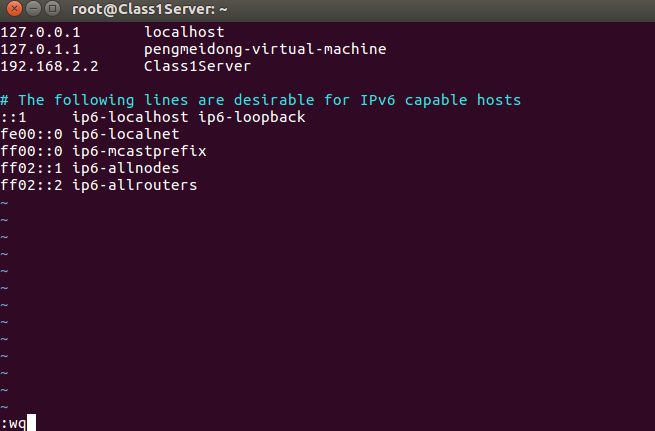 root@Class1Server: ~
127.0.0.1       localhost
127.0.1.1       pengmeidong-virtual-machine
192.168.2.2     Class1Server

# The following lines are desirable for IPv6 capable hosts
::1     ip6-localhost ip6-loopback
fe00::0 ip6-localnet
ff00::0 ip6-mcastprefix
ff02::1 ip6-allnodes
ff02::2 ip6-allrouters
~
~
~
~
~
~
~
~
~
~
~
~
~
:wq